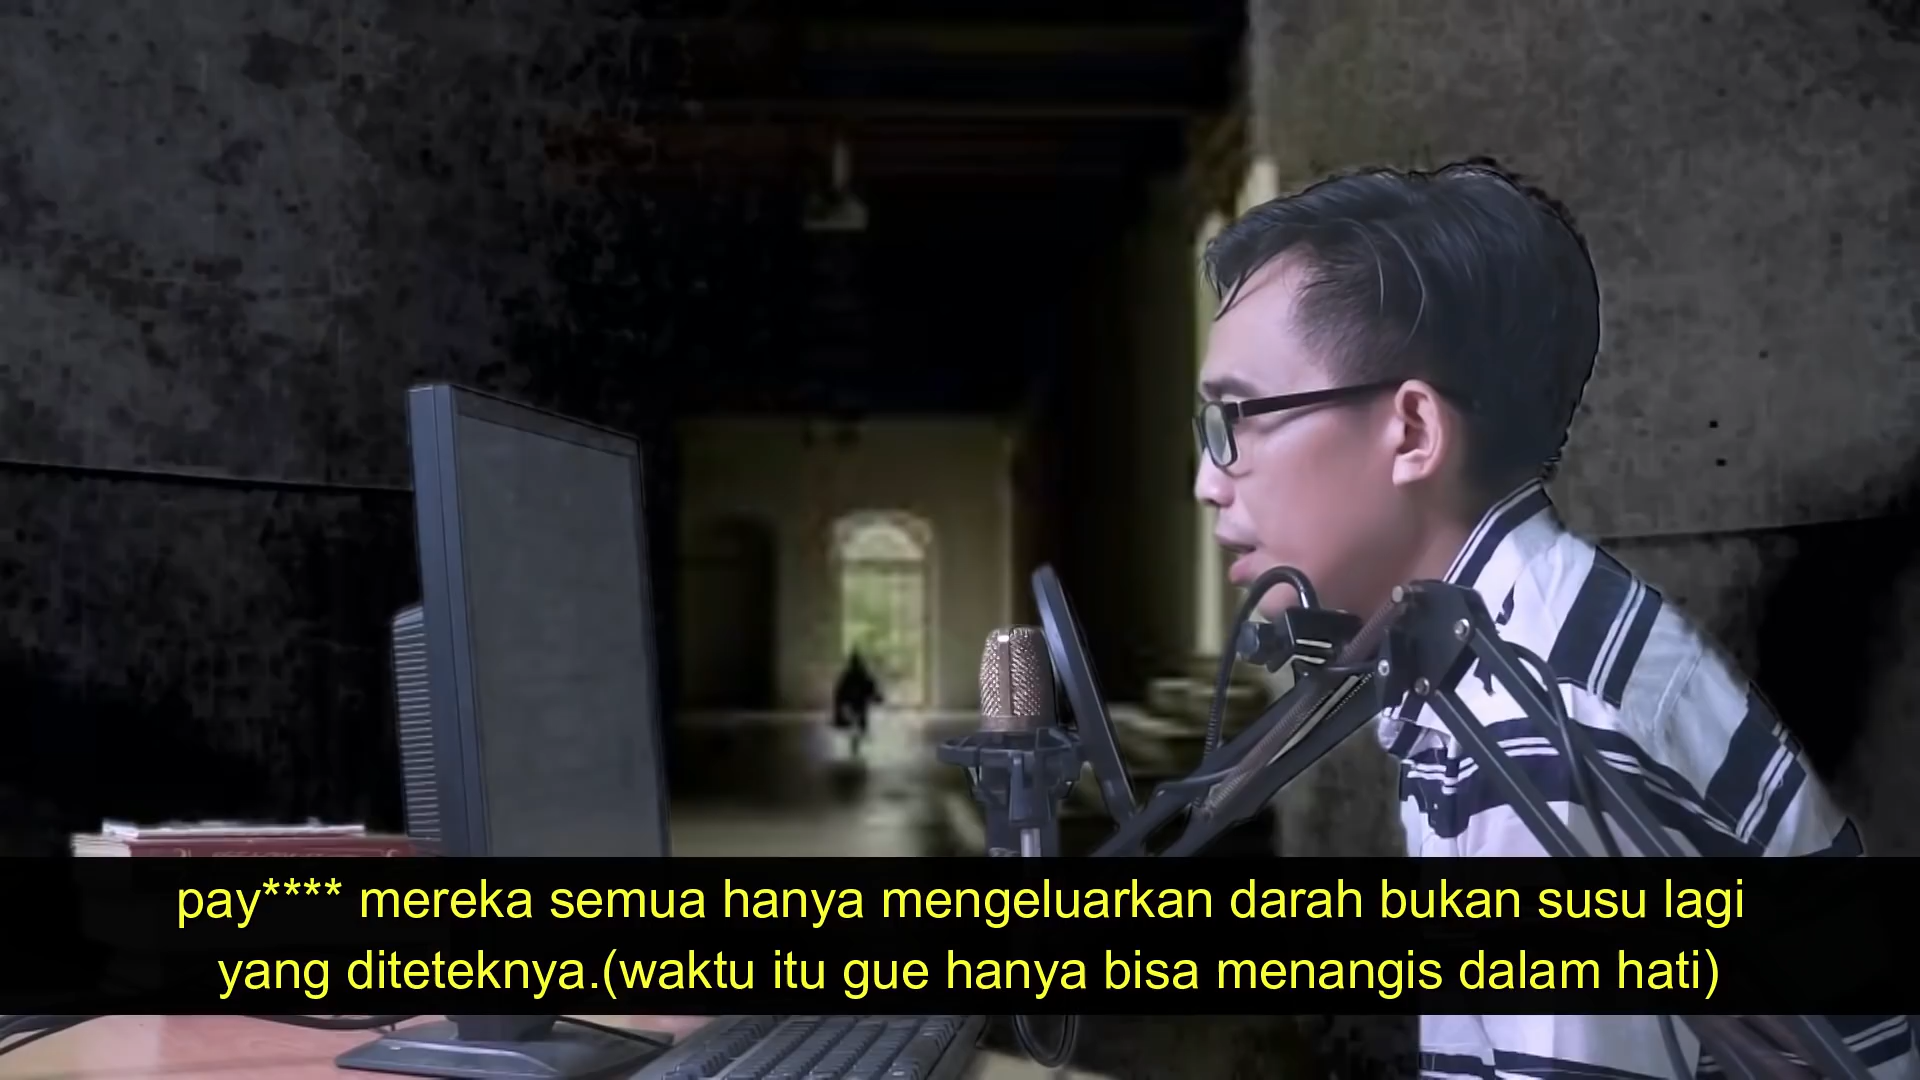 pay**** mereka semua hanya mengeluarkan darah bukan susu lagi
yang diteteknya.(waktu itu gue hanya bisa menangis dalam hati)